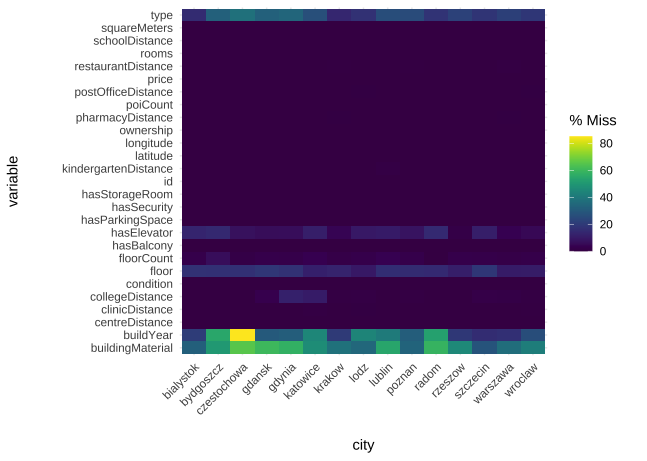 type
squareMeters
schoolDistance
rooms
restaurantDistance
price
postOfficeDistance
poiCount
pharmacyDistance
ownership
longitude
latitude
kindergartenDistance
id
hasStorageRoom
hasSecurity
hasParkingSpace
hasElevator
hasBalcony
floorCount
floor
condition
collegeDistance
clinicDistance
centreDistance
buildYear
buildingMaterial
variable
bialystok
bydgoszcz
czestochowa
gdansk
gdynia
katowice
krakow
lodz
lublin
poznan
radom
rzeszow
szczecin
warszawa
wroclaw
city
% Miss
80
60
40
20
0